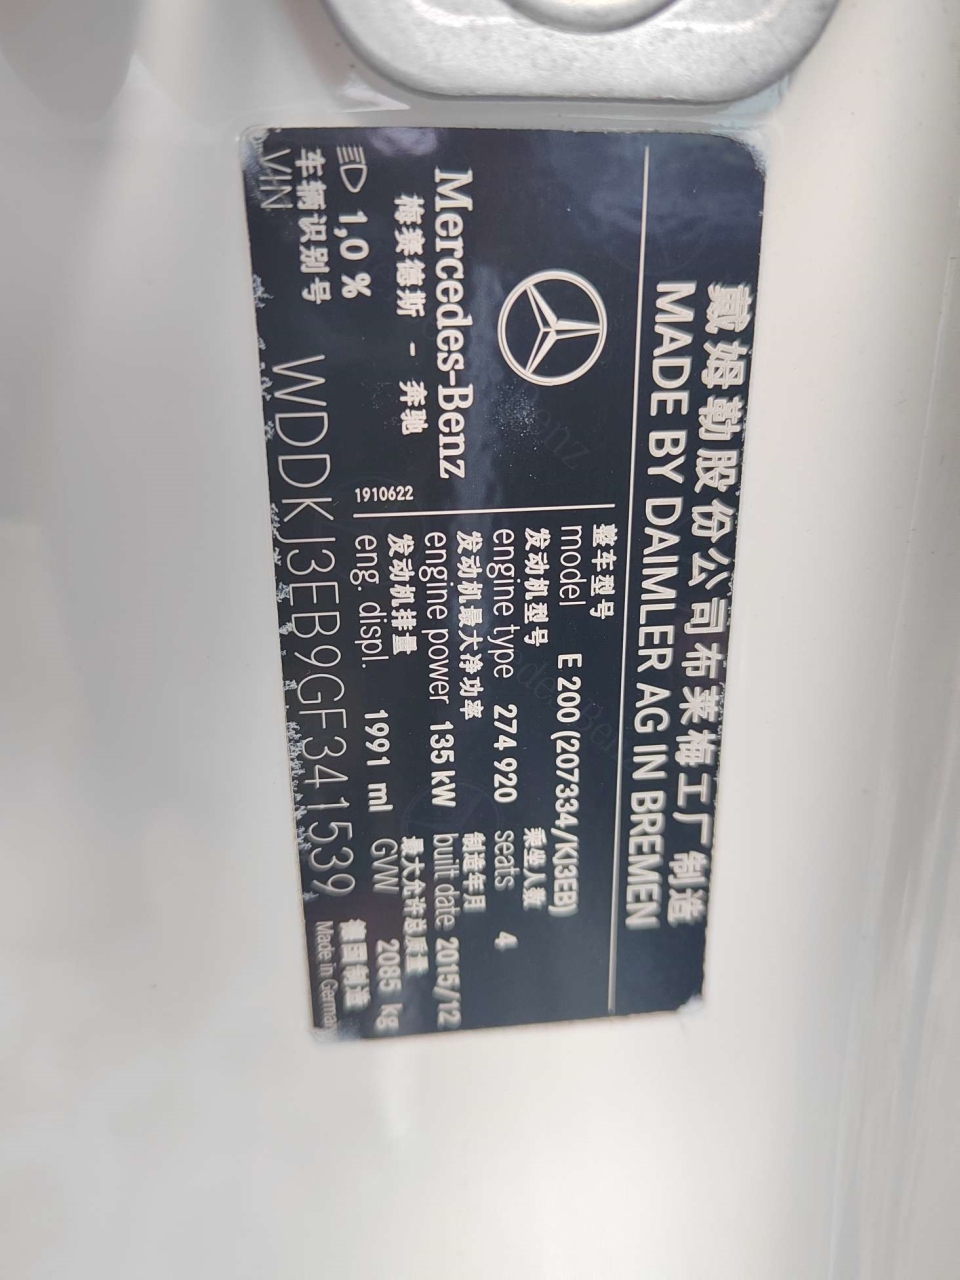 戴姆勒股份公司布莱梅工厂制造
MADE BY DAIMLER AG IN BREMEN
整车型号
model E 200 (207334/KJ3EB)
发动机型号 乘坐人数
engine type 274 920 seats 4
发动机最大净功率 制造年月
engine power 135 kW built date 2015/12
发动机排量 最大允许总质量
eng. displ. 1991 ml GVW 2085 kg
Mercedes-Benz
梅赛德斯 - 奔驰
1910622
1,0 %
车辆识别号 德国制造
VIN WDDKJ3EB9GF341539 Made in German